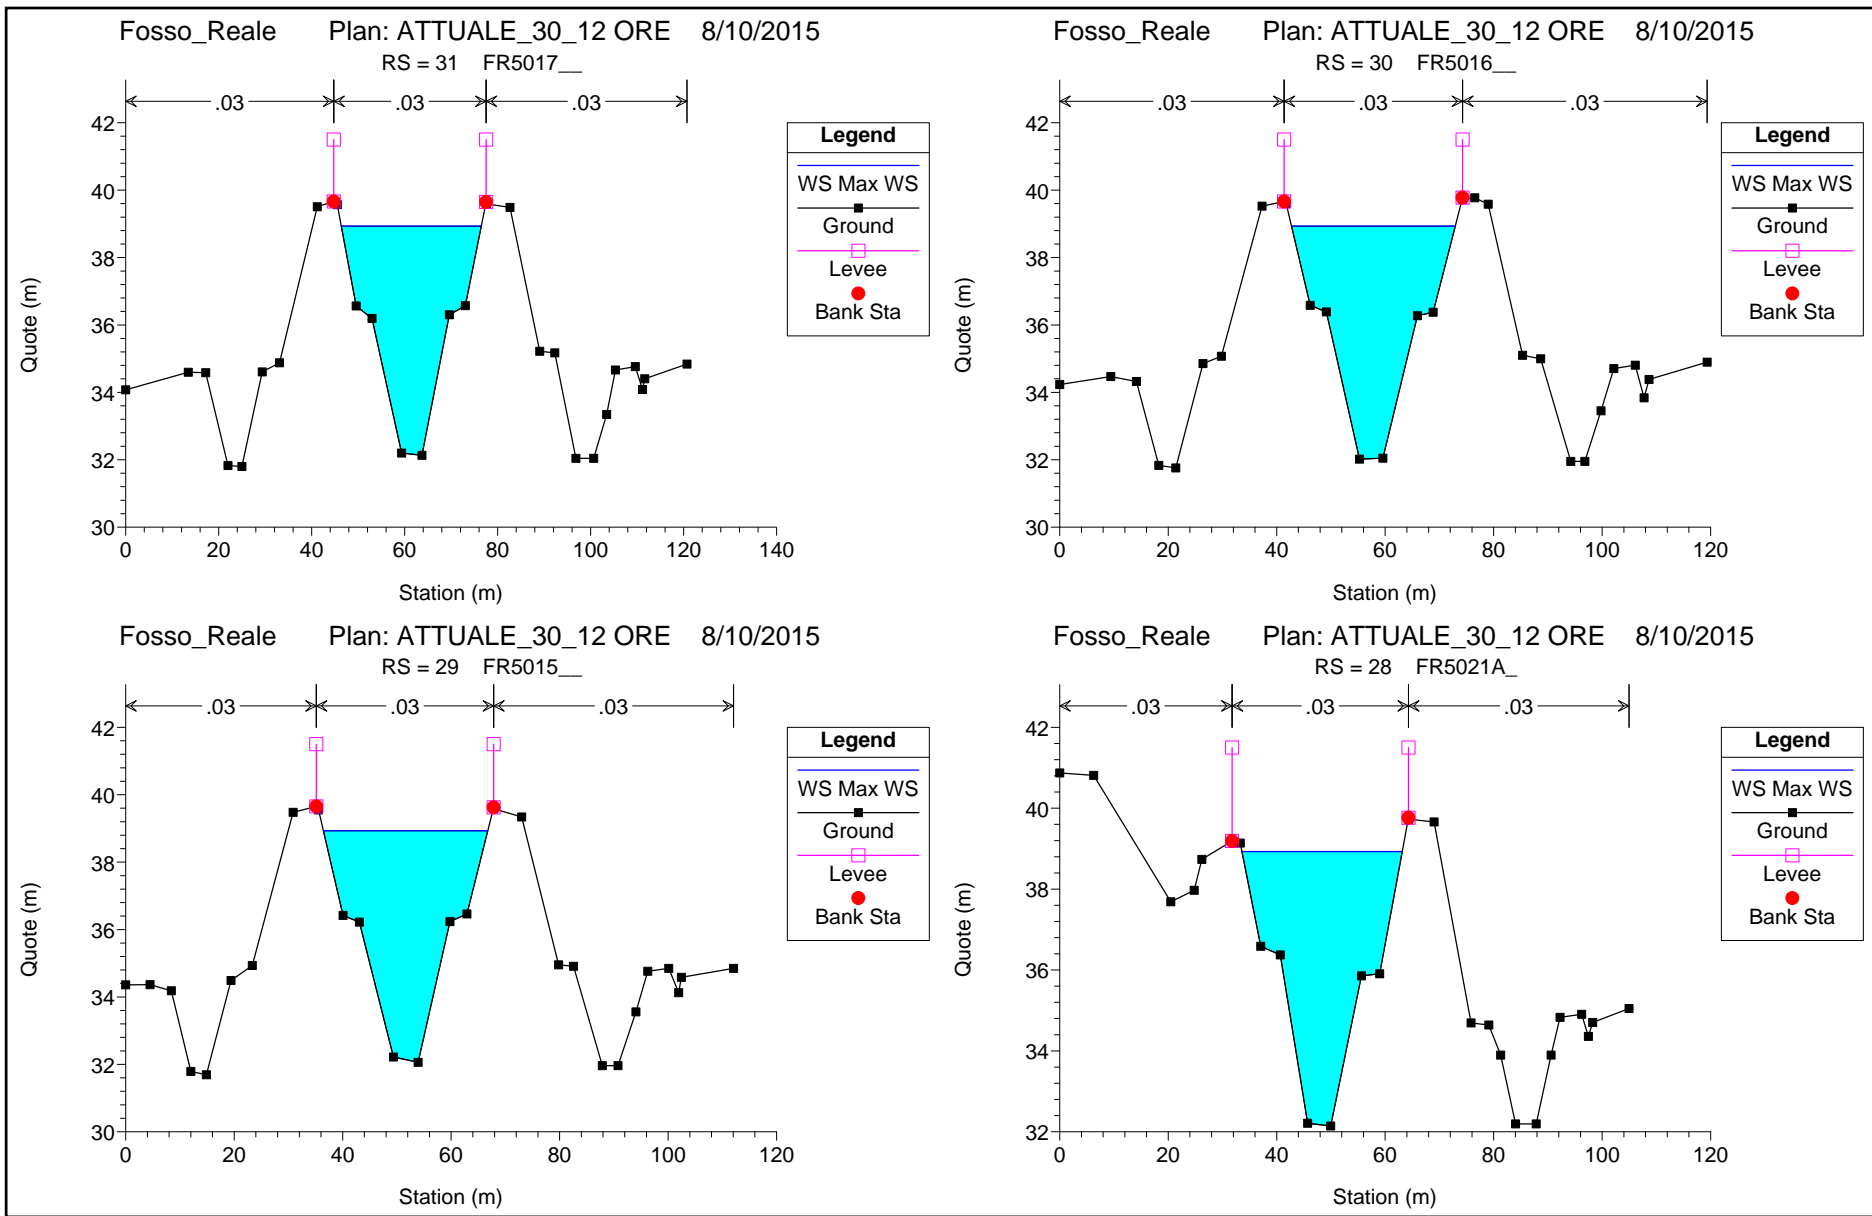 Fosso_Reale Plan: ATTUALE_30_12 ORE 8/10/2015
RS = 31 FR5017__
.03 .03 .03
42
40
38
36
34
32
30
0 20 40 60 80 100 120 140
Station (m)
Quote (m)
Legend
WS Max WS
Ground
Levee
Bank Sta
Fosso_Reale Plan: ATTUALE_30_12 ORE 8/10/2015
RS = 30 FR5016__
.03 .03 .03
42
40
38
36
34
32
30
0 20 40 60 80 100 120
Station (m)
Quote (m)
Legend
WS Max WS
Ground
Levee
Bank Sta
Fosso_Reale Plan: ATTUALE_30_12 ORE 8/10/2015
RS = 29 FR5015__
.03 .03 .03
42
40
38
36
34
32
30
0 20 40 60 80 100 120
Station (m)
Quote (m)
Legend
WS Max WS
Ground
Levee
Bank Sta
Fosso_Reale Plan: ATTUALE_30_12 ORE 8/10/2015
RS = 28 FR5021A_
.03 .03 .03
42
40
38
36
34
32
0 20 40 60 80 100 120
Station (m)
Quote (m)
Legend
WS Max WS
Ground
Levee
Bank Sta